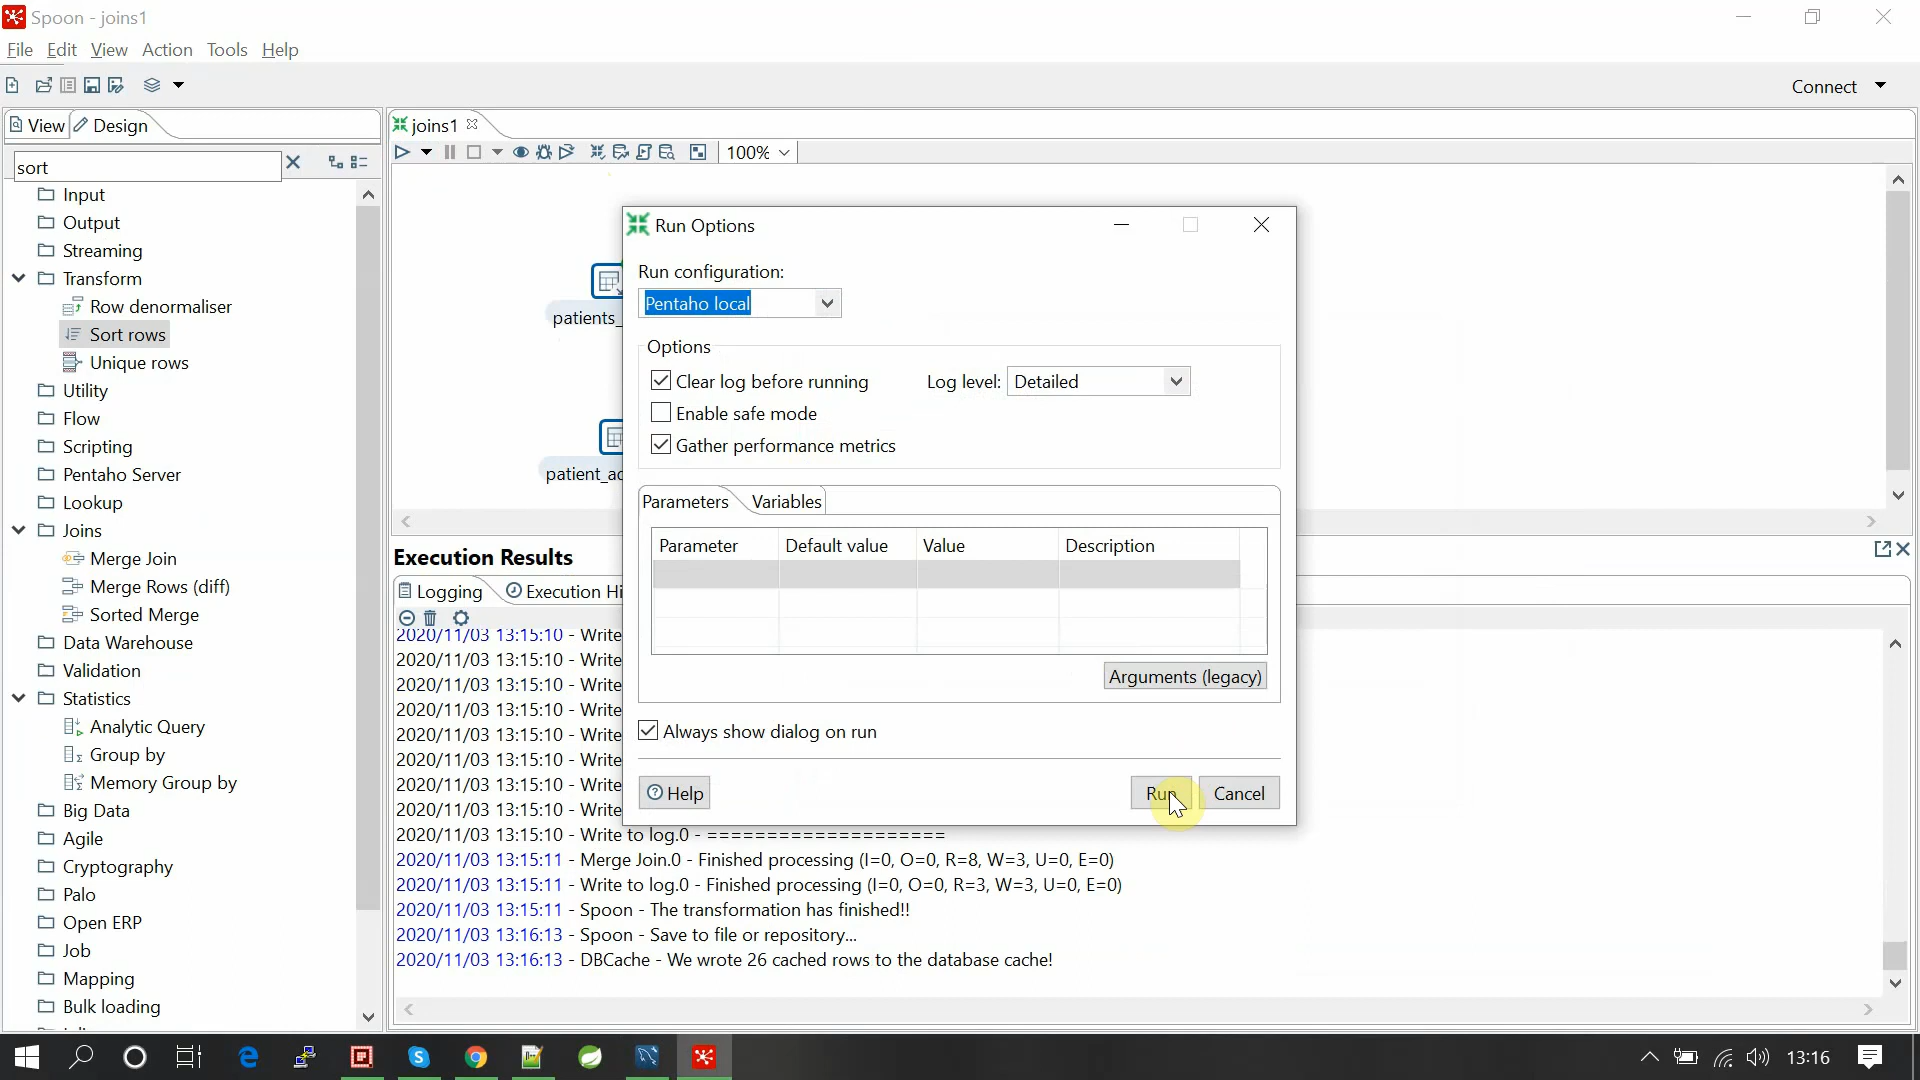 Spoon - joins1
File Edit View Action Tools Help
Connect
View Design
joins1
sort
100%
Input
Output
Streaming
Transform
Row denormaliser
Sort rows
Unique rows
Utility
Flow
Scripting
Pentaho Server
Lookup
Joins
Merge Join
Merge Rows (diff)
Sorted Merge
Data Warehouse
Validation
Statistics
Analytic Query
Group by
Memory Group by
Big Data
Agile
Cryptography
Palo
Open ERP
Job
Mapping
Bulk loading
patients_
patient_ad
Run Options
Run configuration:
Pentaho local
Options
Clear log before running Log level: Detailed
Enable safe mode
Gather performance metrics
Parameters Variables
Parameter Default value Value Description
Arguments (legacy)
Always show dialog on run
Help Run Cancel
Execution Results
Logging Execution Hi
2020/11/03 13:15:10 - Write
2020/11/03 13:15:10 - Write
2020/11/03 13:15:10 - Write
2020/11/03 13:15:10 - Write
2020/11/03 13:15:10 - Write
2020/11/03 13:15:10 - Write
2020/11/03 13:15:10 - Write
2020/11/03 13:15:10 - Write
2020/11/03 13:15:10 - Write to log.0 - ====================
2020/11/03 13:15:11 - Merge Join.0 - Finished processing (I=0, O=0, R=8, W=3, U=0, E=0)
2020/11/03 13:15:11 - Write to log.0 - Finished processing (I=0, O=0, R=3, W=3, U=0, E=0)
2020/11/03 13:15:11 - Spoon - The transformation has finished!!
2020/11/03 13:16:13 - Spoon - Save to file or repository...
2020/11/03 13:16:13 - DBCache - We wrote 26 cached rows to the database cache!
13:16